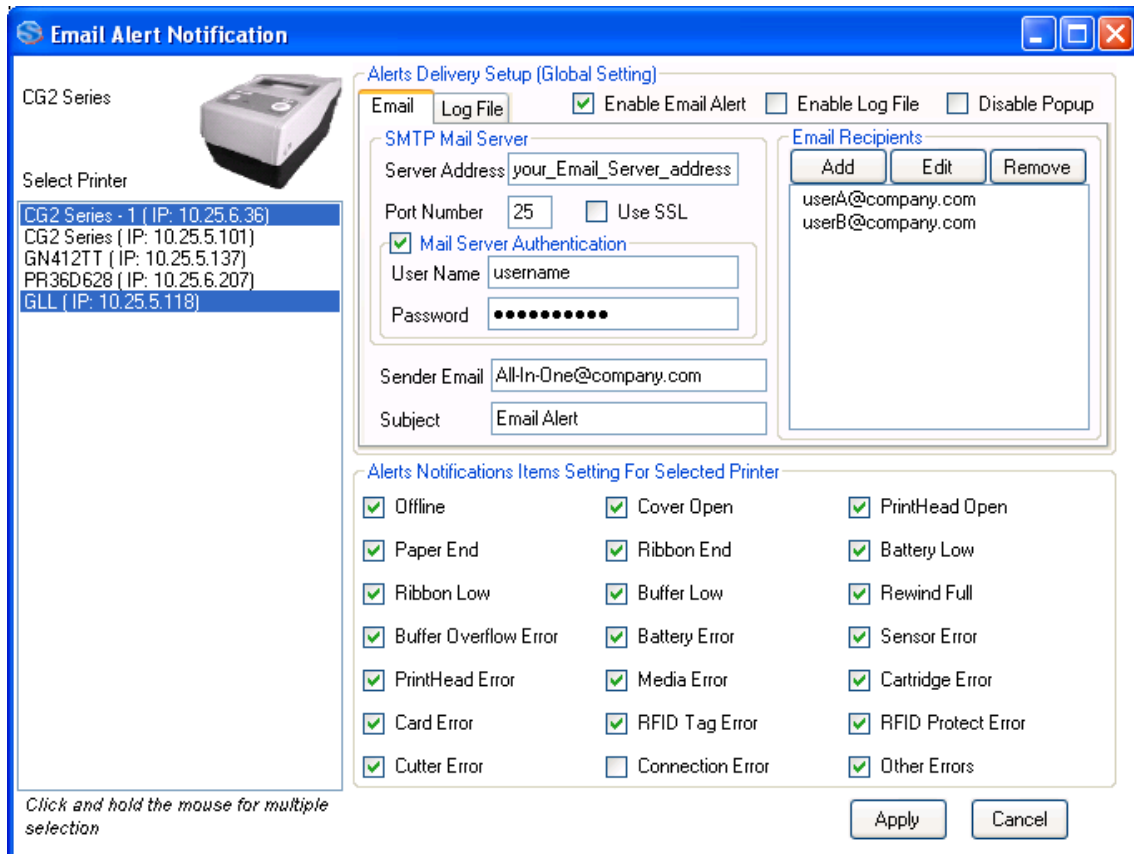 Email Alert Notification
CG2 Series
Select Printer
CG2 Series - 1 ( IP: 10.25.6.36)
CG2 Series ( IP: 10.25.5.101)
GN412TT ( IP: 10.25.5.137)
PR36D628 ( IP: 10.25.6.207)
GLL ( IP: 10.25.5.118)
Click and hold the mouse for multiple
selection
Alerts Delivery Setup (Global Setting)
Email Log File Enable Email Alert Enable Log File Disable Popup
SMTP Mail Server
Server Address your_Email_Server_address
Port Number 25 Use SSL
Mail Server Authentication
User Name username
Password ●●●●●●●●●●
Sender Email All-In-One@company.com
Subject Email Alert
Email Recipients
Add Edit Remove
userA@company.com
userB@company.com
Alerts Notifications Items Setting For Selected Printer
Offline Cover Open PrintHead Open
Paper End Ribbon End Battery Low
Ribbon Low Buffer Low Rewind Full
Buffer Overflow Error Battery Error Sensor Error
PrintHead Error Media Error Cartridge Error
Card Error RFID Tag Error RFID Protect Error
Cutter Error Connection Error Other Errors
Apply Cancel